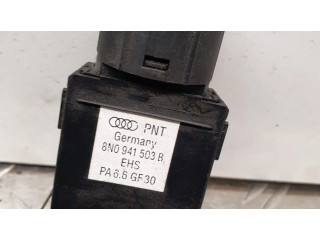 PNT
Germany
8N0 941 503 B
EHS
PA 6.6 GF30